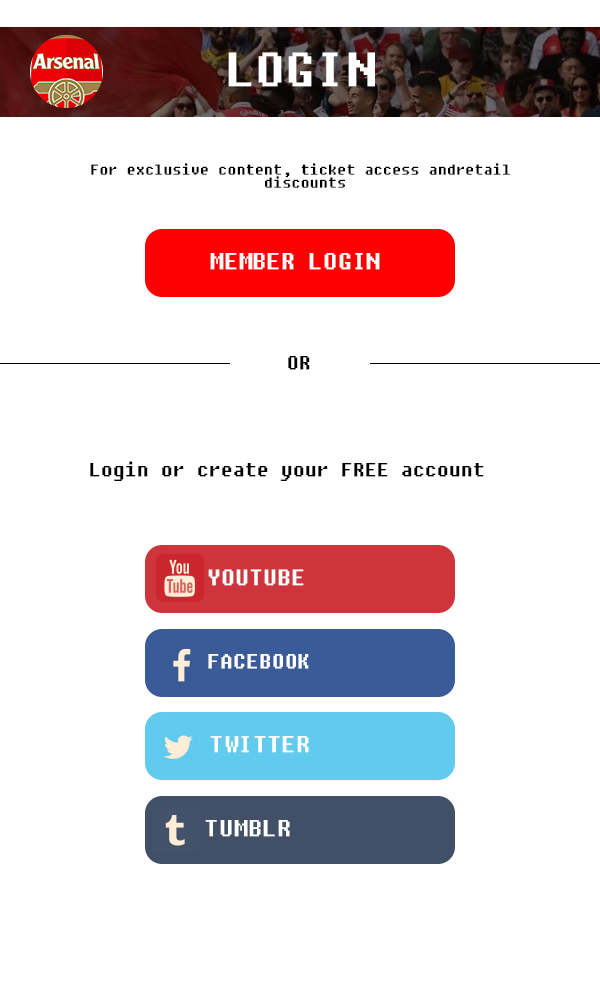 Arsenal
LOGIN
For exclusive content, ticket access andretail
discounts
MEMBER LOGIN
OR
Login or create your FREE account
You
Tube
YOUTUBE
f
FACEBOOK
TWITTER
t
TUMBLR